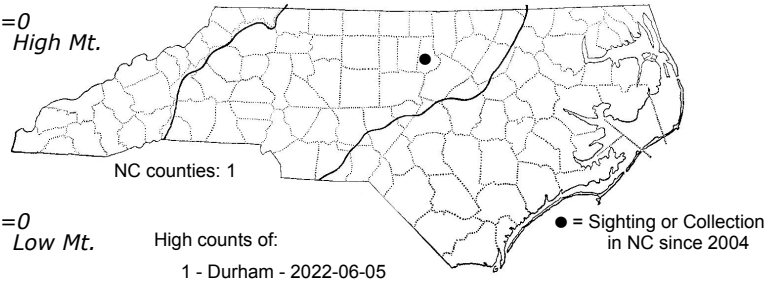 =0
High Mt.
NC counties: 1
=0
Low Mt.
High counts of:
1 - Durham - 2022-06-05
● = Sighting or Collection
in NC since 2004